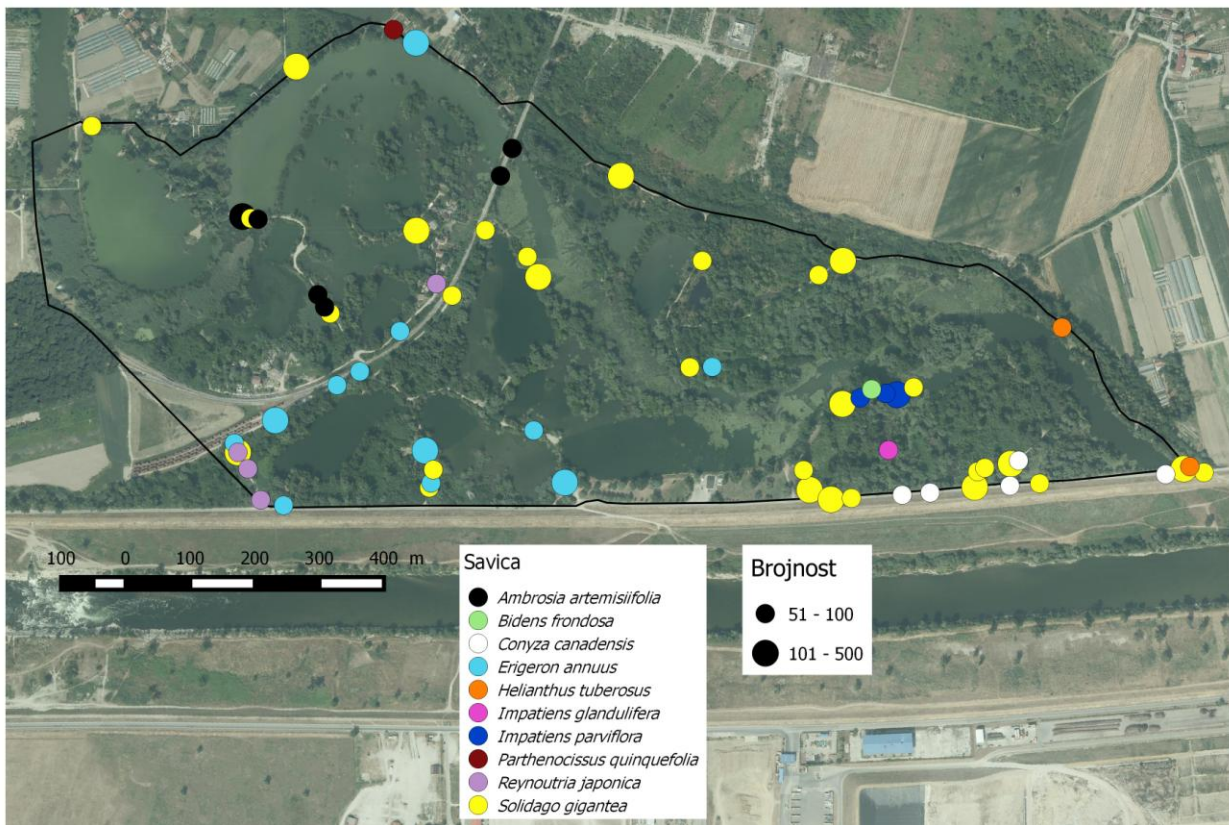 100 0 100 200 300 400 m
Savica
Ambrosia artemisiifolia
Bidens frondosa
Conyza canadensis
Erigeron annuus
Helianthus tuberosus
Impatiens glandulifera
Impatiens parviflora
Parthenocissus quinquefolia
Reynoutria japonica
Solidago gigantea
Brojnost
51 - 100
101 - 500